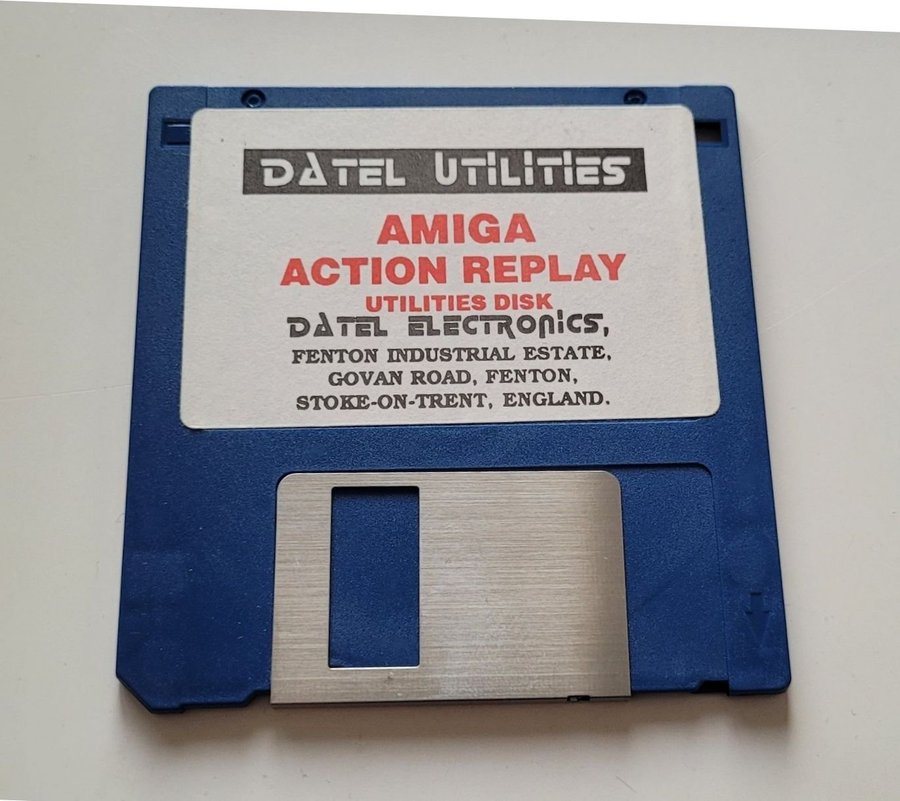 DATEL UTILITIES
AMIGA
ACTION REPLAY
UTILITIES DISK
DATEL ELECTRONICS,
FENTON INDUSTRIAL ESTATE,
GOVAN ROAD, FENTON,
STOKE-ON-TRENT, ENGLAND.